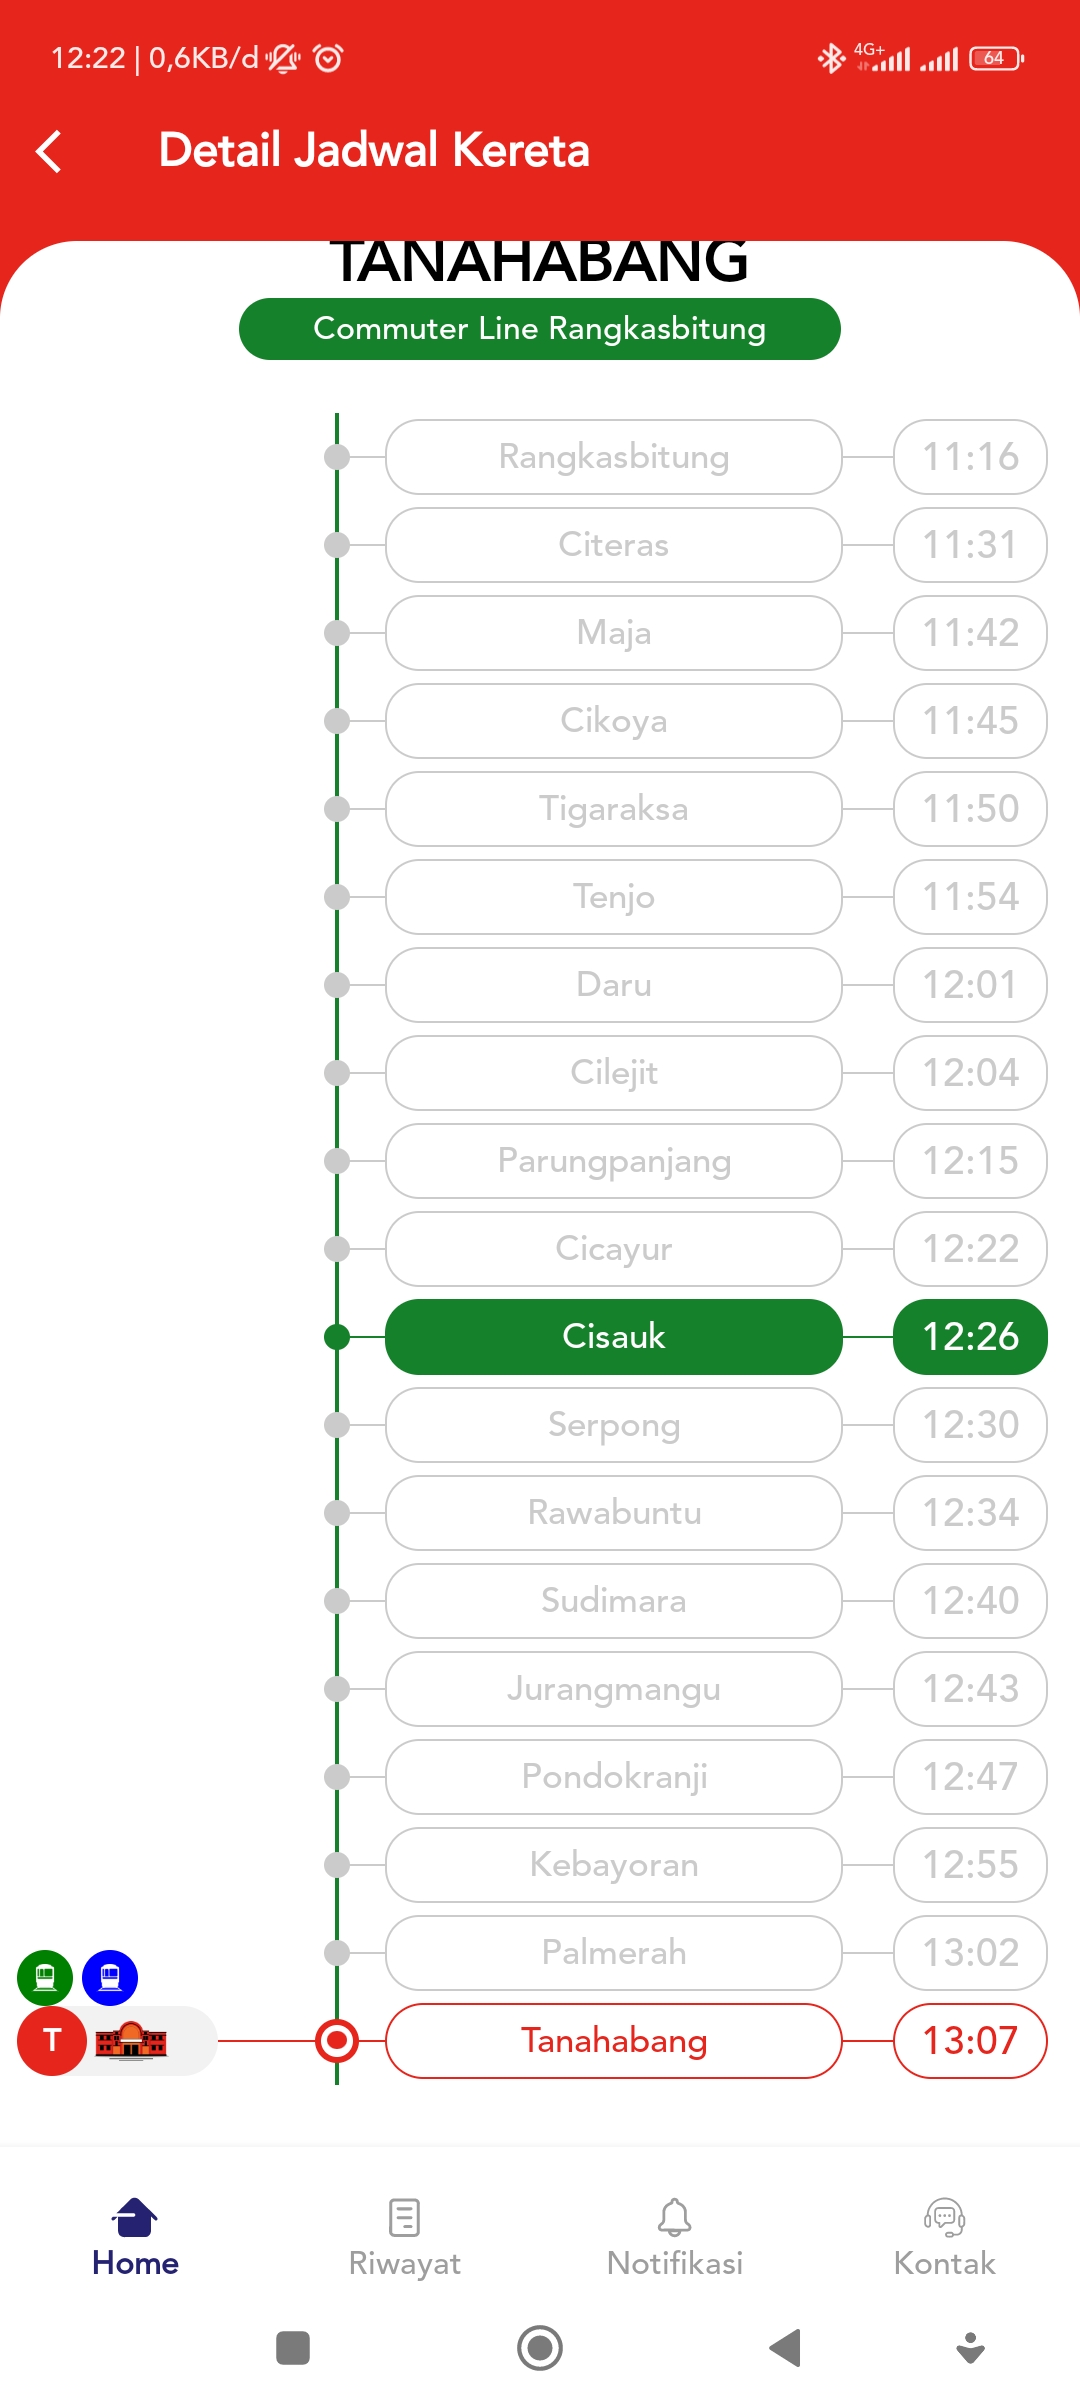 12:22 | 0,6KB/d
4G+
64
Detail Jadwal Kereta
TANAHABANG
Commuter Line Rangkasbitung
Rangkasbitung 11:16
Citeras 11:31
Maja 11:42
Cikoya 11:45
Tigaraksa 11:50
Tenjo 11:54
Daru 12:01
Cilejit 12:04
Parungpanjang 12:15
Cicayur 12:22
Cisauk 12:26
Serpong 12:30
Rawabuntu 12:34
Sudimara 12:40
Jurangmangu 12:43
Pondokranji 12:47
Kebayoran 12:55
Palmerah 13:02
T Tanahabang 13:07
Home Riwayat Notifikasi Kontak